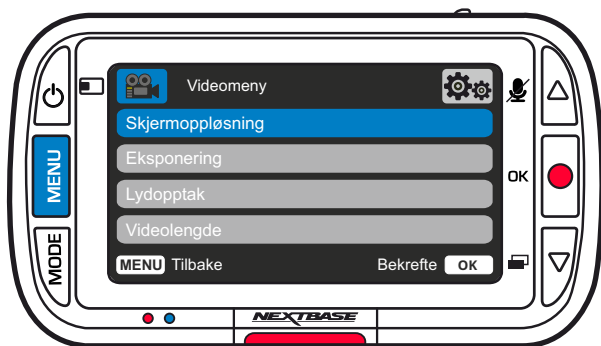 Videomeny
Skjermoppløsning
Eksponering
Lydopptak
Videolengde
MENU Tilbake
Bekrefte OK
MENU
MODE
OK
NEXTBASE